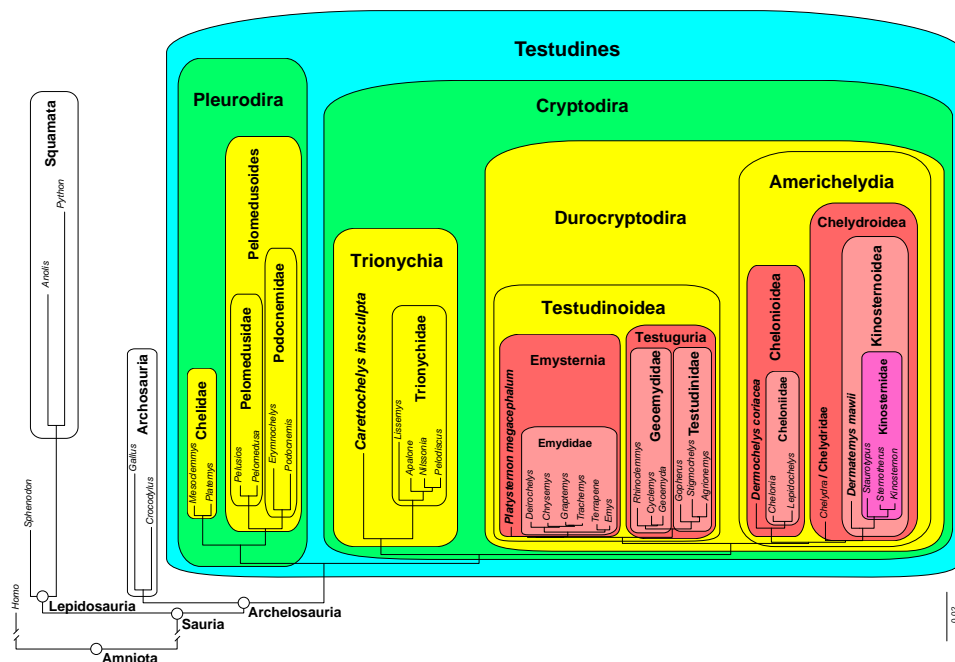 Testudines
Pleurodira
Cryptodira
Squamata
Python
Anolis
Americhelydia
Durocryptodira
Chelydroidea
Pelomedusoides
Trionychia
Kinosternoidea
Podocnemidae
Chelonioidea
Testudinoidea
Pelomedusidae
Carettochelys insculpta
Trionychidae
Emysternia
Testuguria
Geoemydidae
Testudinidae
Kinosternidae
Archosauria
Chelidae
Cheloniidae
Dermochelys coriacea
Platysternon megacephalum
Emydidae
Chelydra / Chelydridae
Dermatemys mawii
Gallus
Crocodylus
Mesoclemmys
Platemys
Pelusios
Pelomedusa
Erymnochelys
Podocnemis
Lissemys
Apalone
Nilssonia
Pelodiscus
Deirochelys
Chrysemys
Graptemys
Trachemys
Terrapene
Emys
Rhinoclemmys
Cyclemys
Geoemyda
Gopherus
Stigmochelys
Agrionemys
Chelonia
Lepidochelys
Staurotypus
Sternotherus
Kinosternon
Sphenodon
Homo
Lepidosauria
Archelosauria
Sauria
Amniota
0.02